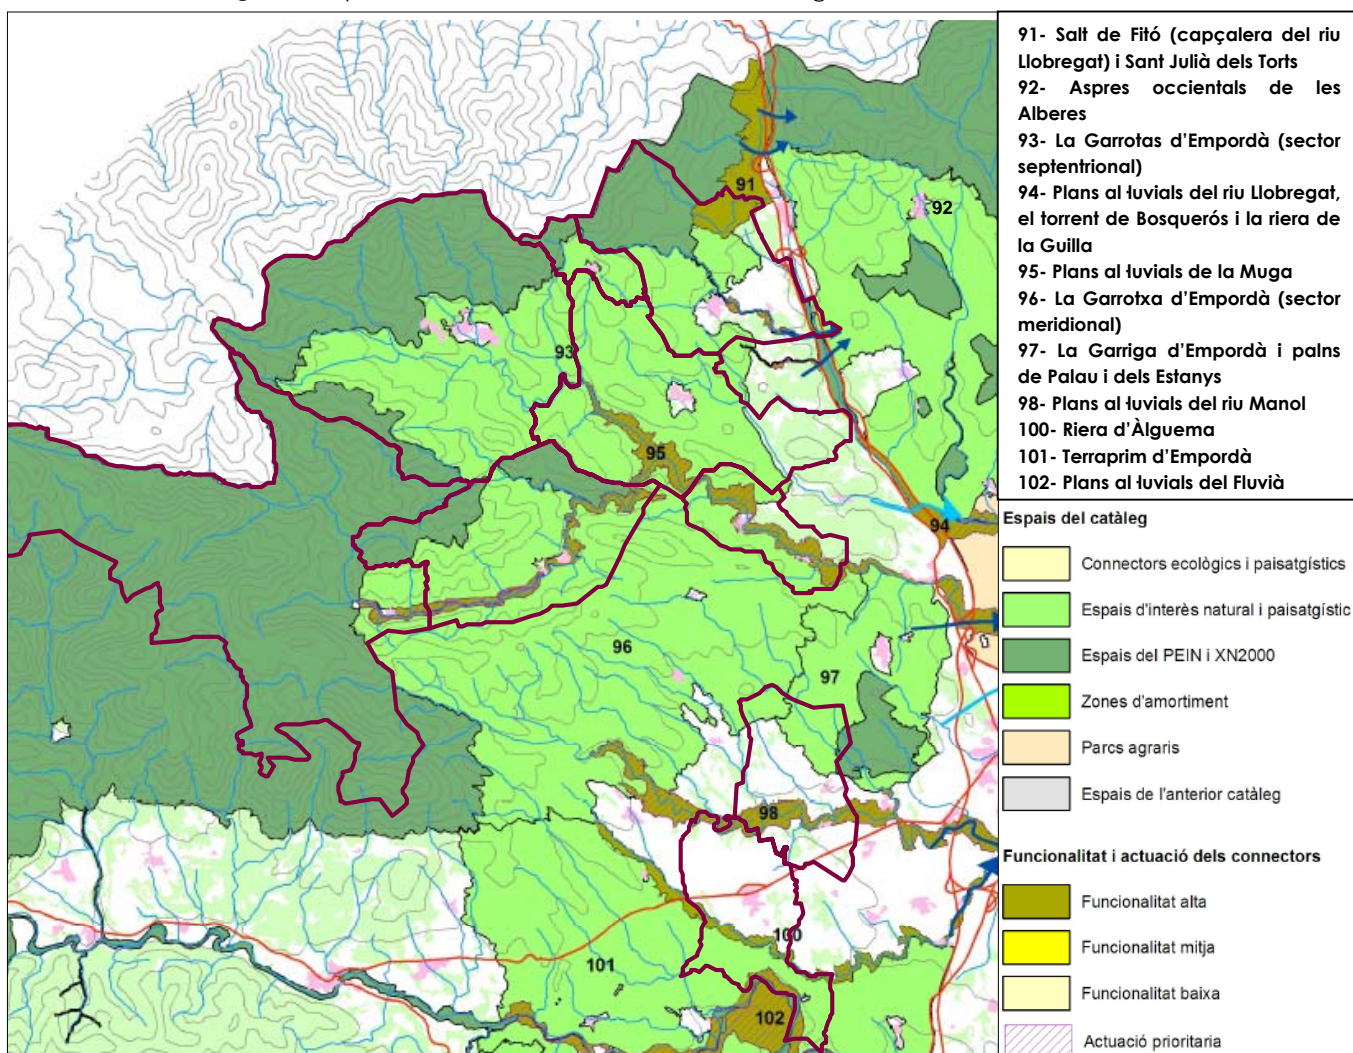 91- Salt de Fitó (capçalera del riu
Llobregat) i Sant Julià dels Torts
92- Aspres occientals de les
Alberes
93- La Garrotas d'Empordà (sector
septentrional)
94- Plans al·luvials del riu Llobregat,
el torrent de Bosquerós i la riera de
la Guilla
95- Plans al·luvials de la Muga
96- La Garrotxa d'Empordà (sector
meridional)
97- La Garriga d'Empordà i palns
de Palau i dels Estanys
98- Plans al·luvials del riu Manol
100- Riera d'Àlguema
101- Terraprim d'Empordà
102- Plans al·luvials del Fluvià
Espais del catàleg
Connectors ecològics i paisatgístics
Espais d'interès natural i paisatgístic
Espais del PEIN i XN2000
Zones d'amortiment
Parcs agraris
Espais de l'anterior catàleg
Funcionalitat i actuació dels connectors
Funcionalitat alta
Funcionalitat mitja
Funcionalitat baixa
Actuació prioritaria
91
92
93
95
94
96
97
98
100
101
102